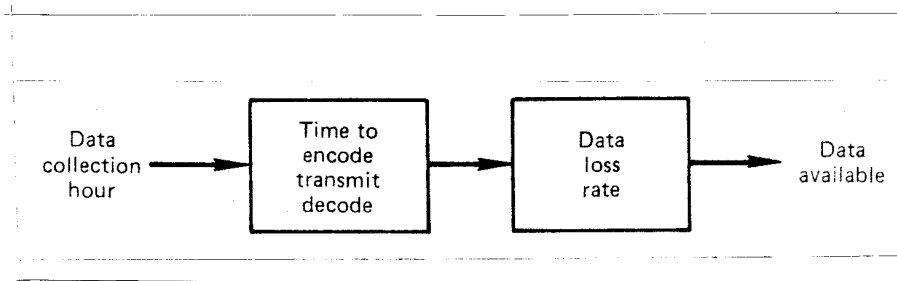 Data
collection
hour
Time to
encode
transmit
decode
Data
loss
rate
Data
available